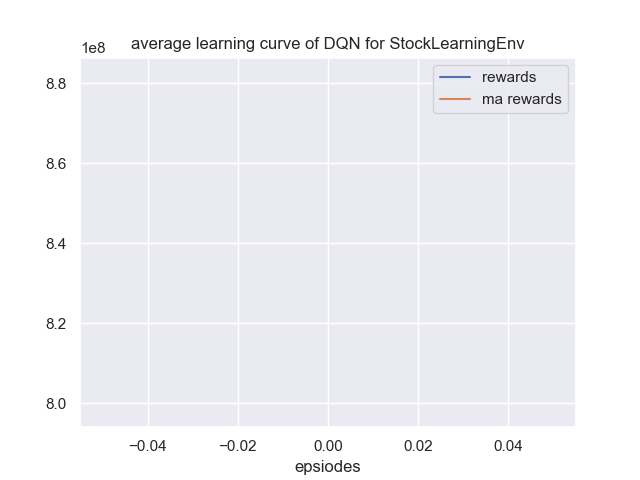 average learning curve of DQN for StockLearningEnv
1e8
rewards
ma rewards
8.8
8.6
8.4
8.2
8.0
−0.04 −0.02 0.00 0.02 0.04
epsiodes